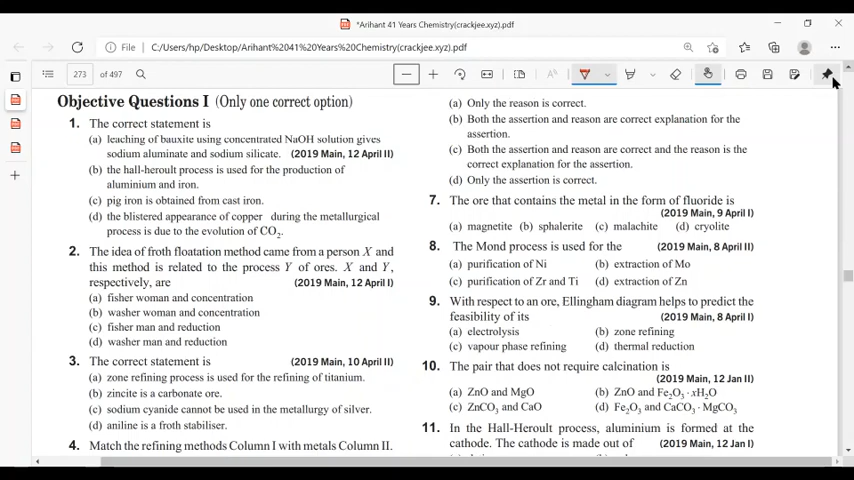 *Arihant 41 Years Chemistry(crackjee.xyz).pdf
File C:/Users/hp/Desktop/Arihant%2041%20Years%20Chemistry(crackjee.xyz).pdf
273 of 497
Objective Questions I (Only one correct option)
1. The correct statement is
(a) leaching of bauxite using concentrated NaOH solution gives
sodium aluminate and sodium silicate. (2019 Main, 12 April II)
(b) the hall-heroult process is used for the production of
aluminium and iron.
(c) pig iron is obtained from cast iron.
(d) the blistered appearance of copper during the metallurgical
process is due to the evolution of CO₂.
2. The idea of froth floatation method came from a person X and
this method is related to the process Y of ores. X and Y,
respectively, are (2019 Main, 12 April I)
(a) fisher woman and concentration
(b) washer woman and concentration
(c) fisher man and reduction
(d) washer man and reduction
3. The correct statement is (2019 Main, 10 April II)
(a) zone refining process is used for the refining of titanium.
(b) zincite is a carbonate ore.
(c) sodium cyanide cannot be used in the metallurgy of silver.
(d) aniline is a froth stabiliser.
4. Match the refining methods Column I with metals Column II.
(a) Only the reason is correct.
(b) Both the assertion and reason are correct explanation for the
assertion.
(c) Both the assertion and reason are correct and the reason is the
correct explanation for the assertion.
(d) Only the assertion is correct.
7. The ore that contains the metal in the form of fluoride is
(2019 Main, 9 April I)
(a) magnetite (b) sphalerite (c) malachite (d) cryolite
8. The Mond process is used for the (2019 Main, 8 April II)
(a) purification of Ni (b) extraction of Mo
(c) purification of Zr and Ti (d) extraction of Zn
9. With respect to an ore, Ellingham diagram helps to predict the
feasibility of its (2019 Main, 8 April I)
(a) electrolysis (b) zone refining
(c) vapour phase refining (d) thermal reduction
10. The pair that does not require calcination is
(2019 Main, 12 Jan II)
(a) ZnO and MgO (b) ZnO and Fe₂O₃·xH₂O
(c) ZnCO₃ and CaO (d) Fe₂O₃ and CaCO₃·MgCO₃
11. In the Hall-Heroult process, aluminium is formed at the
cathode. The cathode is made out of (2019 Main, 12 Jan I)